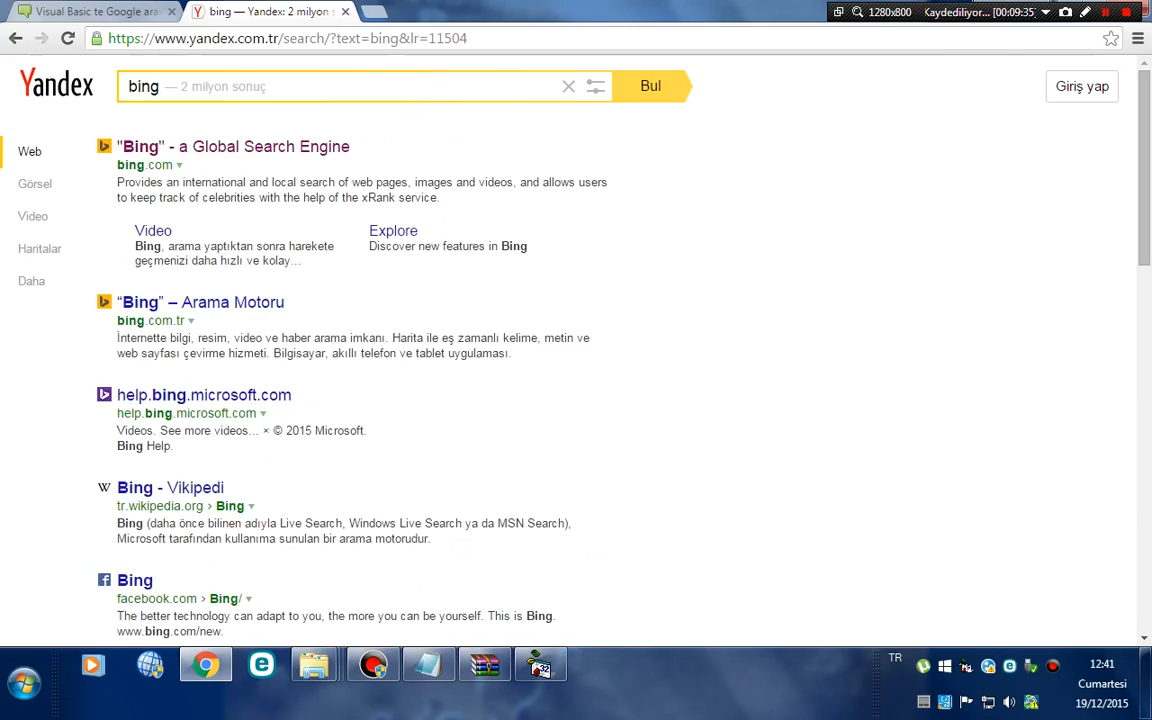 Visual Basic te Google ara
bing — Yandex: 2 milyon s
1280x800 Kaydediliyor... [00:09:35]
https://www.yandex.com.tr/search/?text=bing&lr=11504
Yandex
bing — 2 milyon sonuç
Bul
Giriş yap
Web
Görsel
Video
Haritalar
Daha
"Bing" - a Global Search Engine
bing.com
Provides an international and local search of web pages, images and videos, and allows users
to keep track of celebrities with the help of the xRank service.
Video
Bing, arama yaptıktan sonra harekete
geçmenizi daha hızlı ve kolay...
Explore
Discover new features in Bing
“Bing” – Arama Motoru
bing.com.tr
İnternette bilgi, resim, video ve haber arama imkanı. Harita ile eş zamanlı kelime, metin ve
web sayfası çevirme hizmeti. Bilgisayar, akıllı telefon ve tablet uygulaması.
help.bing.microsoft.com
help.bing.microsoft.com
Videos. See more videos... × © 2015 Microsoft.
Bing Help.
W Bing - Vikipedi
tr.wikipedia.org › Bing
Bing (daha önce bilinen adıyla Live Search, Windows Live Search ya da MSN Search),
Microsoft tarafından kullanıma sunulan bir arama motorudur.
Bing
facebook.com › Bing/
The better technology can adapt to you, the more you can be yourself. This is Bing.
www.bing.com/new.
TR
12:41
Cumartesi
19/12/2015